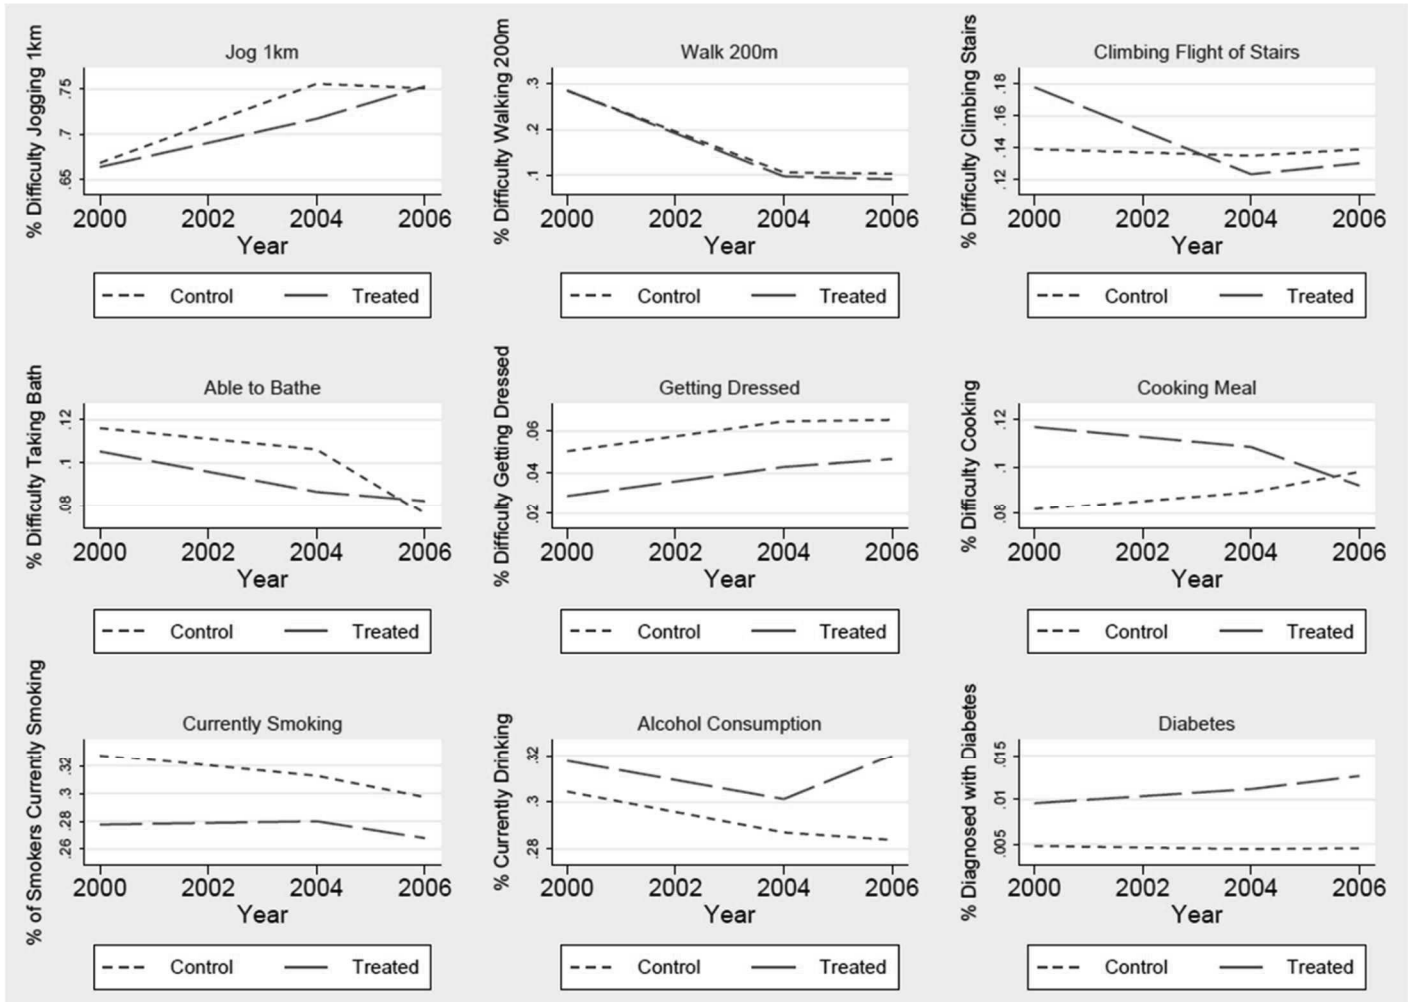 Jog 1km
% Difficulty Jogging 1km
.75
.7
.65
2000 2002 2004 2006
Year
Control Treated
Walk 200m
% Difficulty Walking 200m
.3
.2
.1
2000 2002 2004 2006
Year
Control Treated
Climbing Flight of Stairs
% Difficulty Climbing Stairs
.18
.16
.14
.12
2000 2002 2004 2006
Year
Control Treated
Able to Bathe
% Difficulty Taking Bath
.12
.1
.08
2000 2002 2004 2006
Year
Control Treated
Getting Dressed
% Difficulty Getting Dressed
.06
.04
.02
2000 2002 2004 2006
Year
Control Treated
Cooking Meal
% Difficulty Cooking
.12
.1
.08
2000 2002 2004 2006
Year
Control Treated
Currently Smoking
% of Smokers Currently Smoking
.32
.3
.28
.26
2000 2002 2004 2006
Year
Control Treated
Alcohol Consumption
% Currently Drinking
.32
.3
.28
2000 2002 2004 2006
Year
Control Treated
Diabetes
% Diagnosed with Diabetes
.015
.01
.005
2000 2002 2004 2006
Year
Control Treated